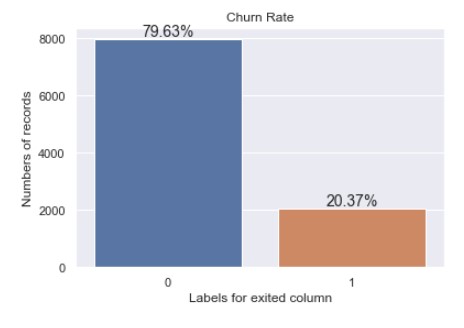 Churn Rate
79.63%
20.37%
8000
6000
4000
2000
0
Numbers of records
0 1
Labels for exited column